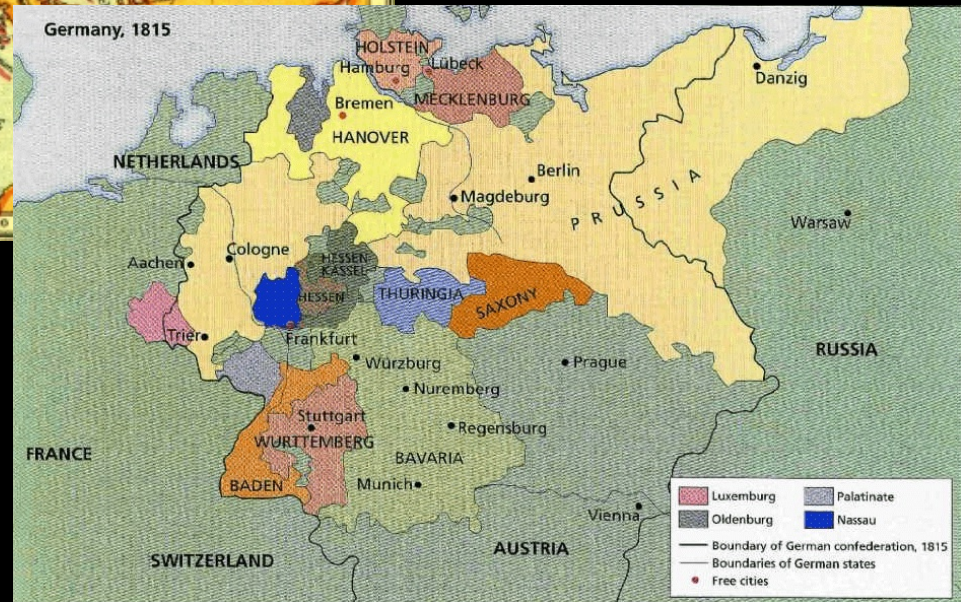 Germany, 1815
HOLSTEIN
Hamburg
Lübeck
MECKLENBURG
Danzig
Bremen
HANOVER
NETHERLANDS
Berlin
Magdeburg
PRUSSIA
Warsaw
Cologne
Aachen
HESSEN
KASSEL
HESSEN
THURINGIA
SAXONY
Trier
Frankfurt
Würzburg
Prague
RUSSIA
Nuremberg
Stuttgart
WURTTEMBERG
Regensburg
FRANCE
BAVARIA
BADEN
Munich
Vienna
SWITZERLAND
AUSTRIA
Luxemburg
Palatinate
Oldenburg
Nassau
Boundary of German confederation, 1815
Boundaries of German states
Free cities